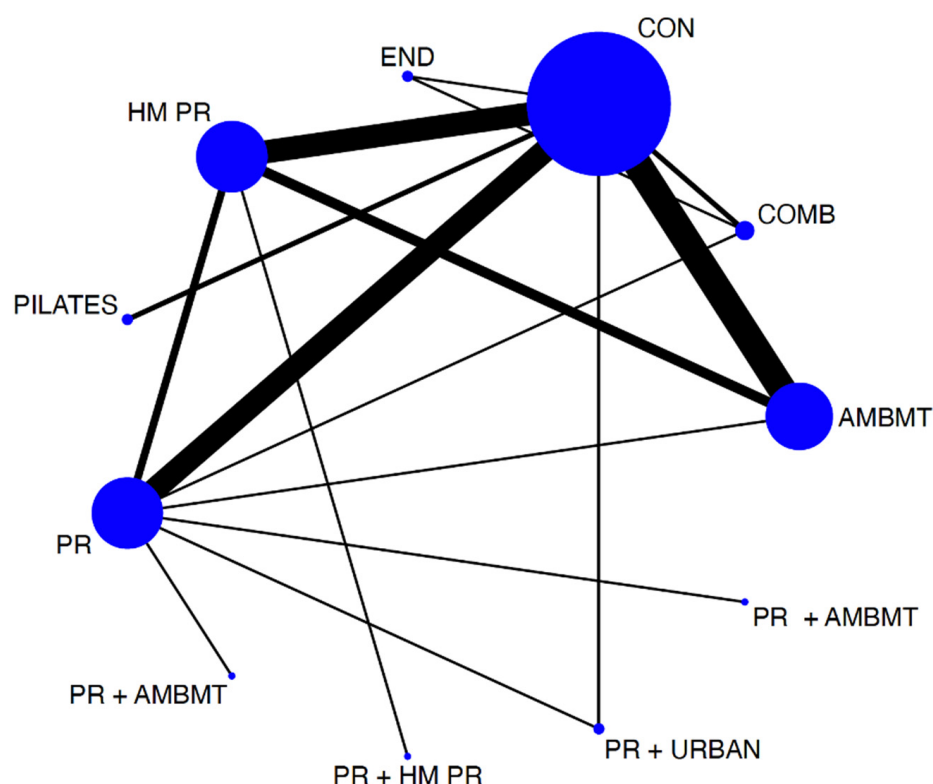 CON
END
HM PR
COMB
PILATES
AMBMT
PR
PR + AMBMT
PR + AMBMT
PR + URBAN
PR + HM PR